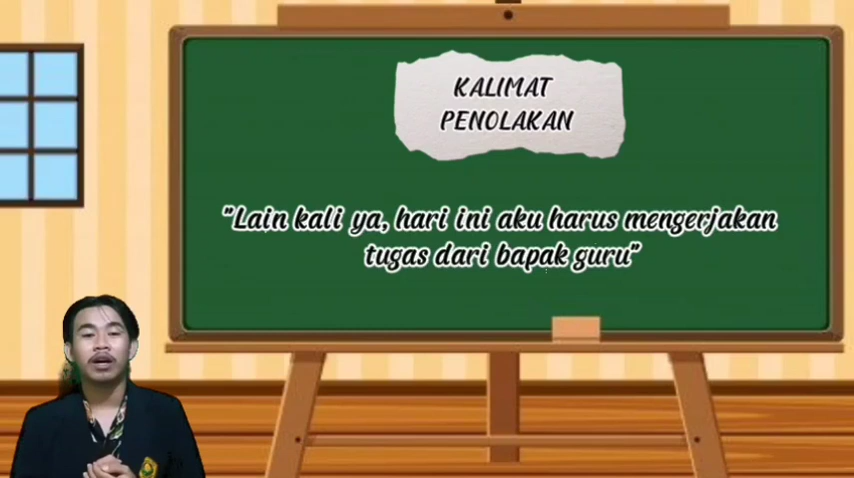 KALIMAT
PENOLAKAN
"Lain kali ya, hari ini aku harus mengerjakan
tugas dari bapak guru"